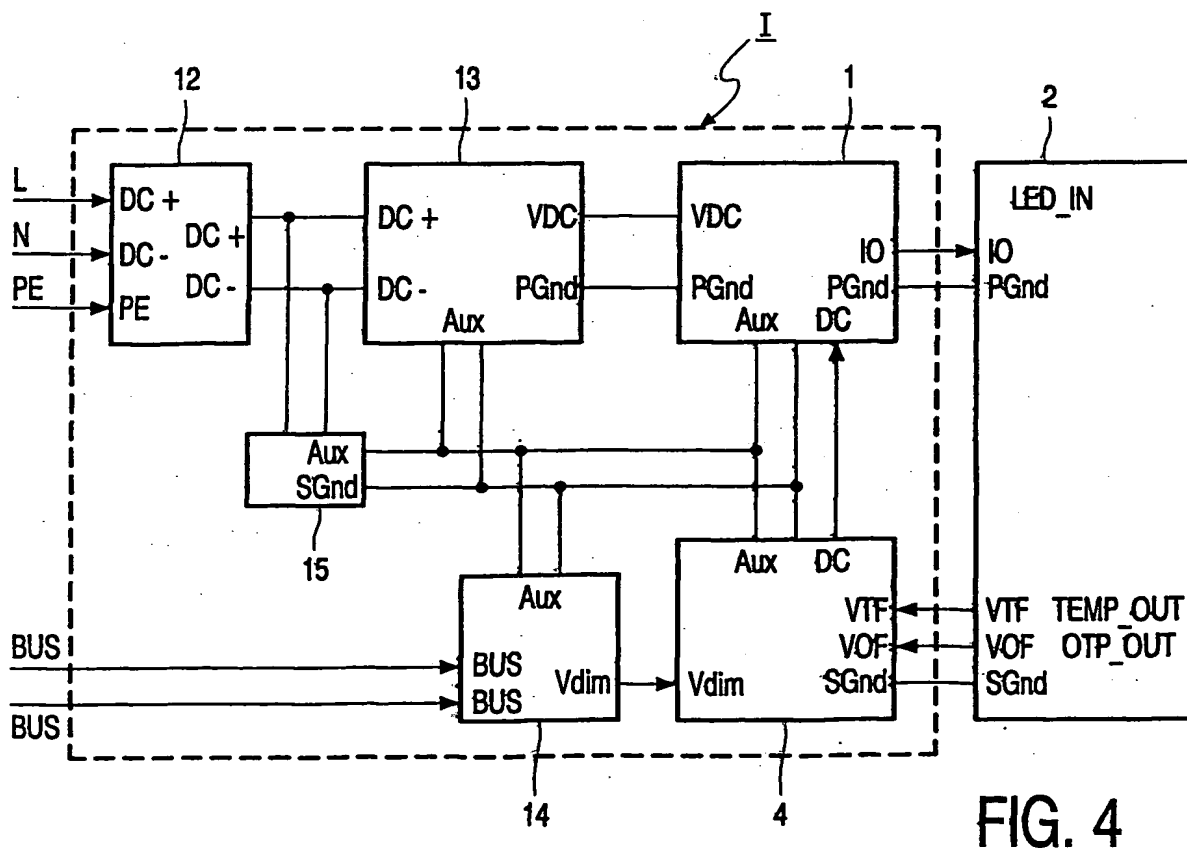 I
12
13
1
2
L
N
PE
DC +
DC -
PE
DC +
DC -
DC +
DC -
VDC
PGnd
Aux
VDC
PGnd
IO
PGnd
Aux
DC
LED_IN
IO
PGnd
Aux
SGnd
15
Aux
BUS
BUS
Vdim
BUS
BUS
14
Aux
DC
VTF
VOF
SGnd
Vdim
4
VTF TEMP_OUT
VOF OTP_OUT
SGnd
FIG. 4